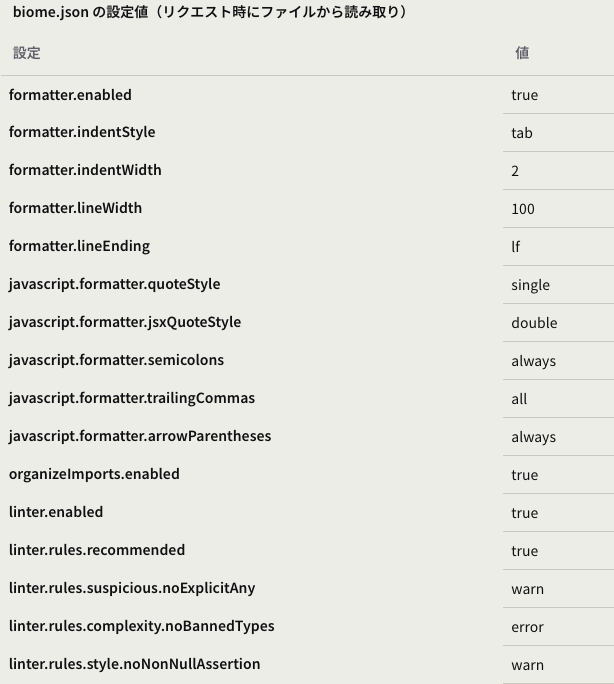 biome.json の設定値（リクエスト時にファイルから読み取り）
設定 値
formatter.enabled true
formatter.indentStyle tab
formatter.indentWidth 2
formatter.lineWidth 100
formatter.lineEnding lf
javascript.formatter.quoteStyle single
javascript.formatter.jsxQuoteStyle double
javascript.formatter.semicolons always
javascript.formatter.trailingCommas all
javascript.formatter.arrowParentheses always
organizeImports.enabled true
linter.enabled true
linter.rules.recommended true
linter.rules.suspicious.noExplicitAny warn
linter.rules.complexity.noBannedTypes error
linter.rules.style.noNonNullAssertion warn